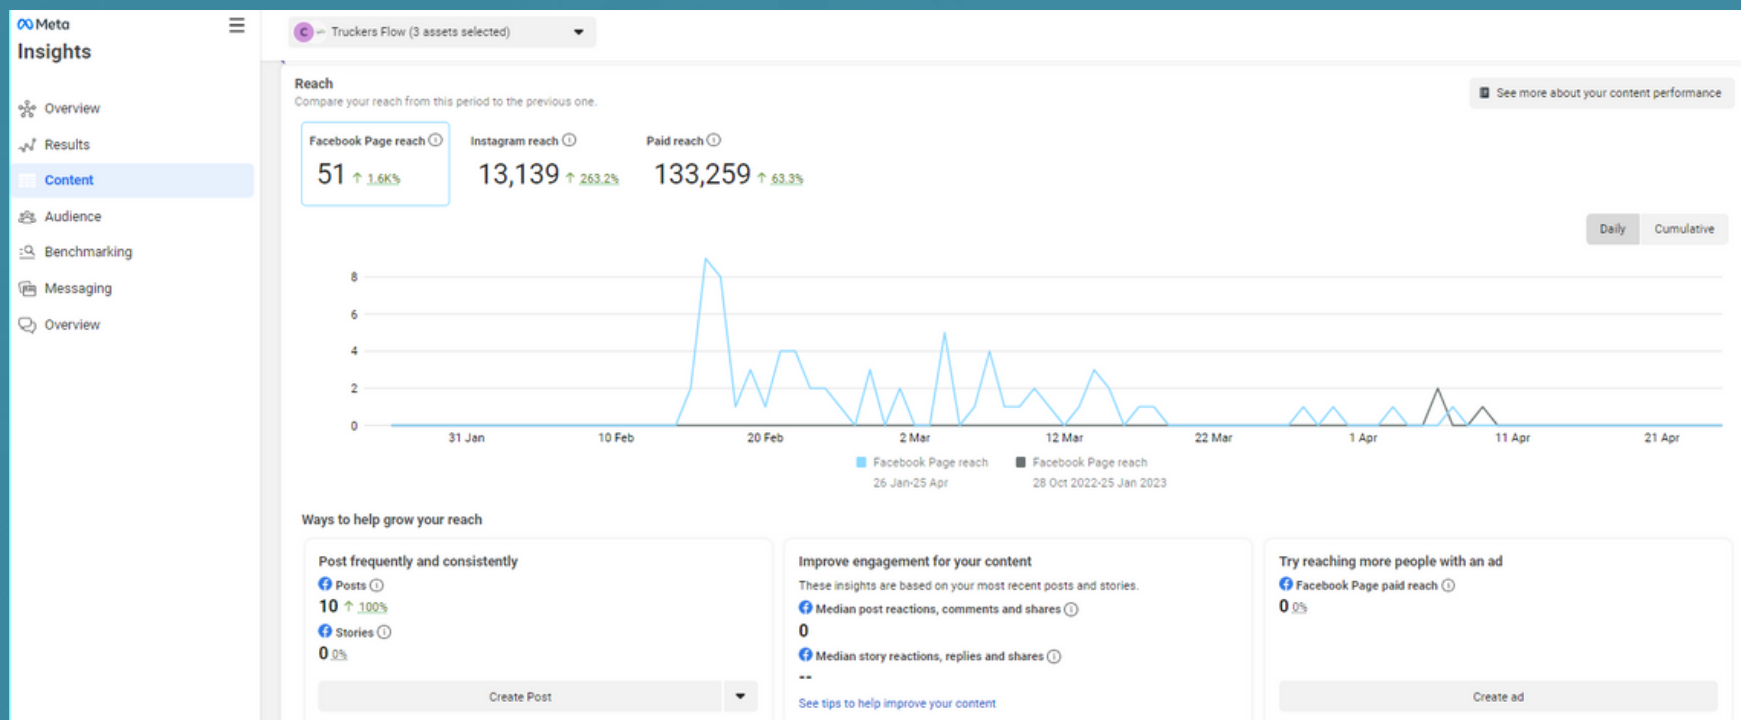 Meta
Insights
Overview
Results
Content
Audience
Benchmarking
Messaging
Overview
C Truckers Flow (3 assets selected)
Reach
Compare your reach from this period to the previous one.
See more about your content performance
Facebook Page reach Instagram reach Paid reach
51 ↑ 1.6K% 13,139 ↑ 263.2% 133,259 ↑ 63.3%
Daily Cumulative
8
6
4
2
0
31 Jan 10 Feb 20 Feb 2 Mar 12 Mar 22 Mar 1 Apr 11 Apr 21 Apr
Facebook Page reach Facebook Page reach
26 Jan-25 Apr 28 Oct 2022-25 Jan 2023
Ways to help grow your reach
Post frequently and consistently
Posts
10 ↑ 100%
Stories
0 0%
Create Post
Improve engagement for your content
These insights are based on your most recent posts and stories.
Median post reactions, comments and shares
0
Median story reactions, replies and shares
--
See tips to help improve your content
Try reaching more people with an ad
Facebook Page paid reach
0 0%
Create ad